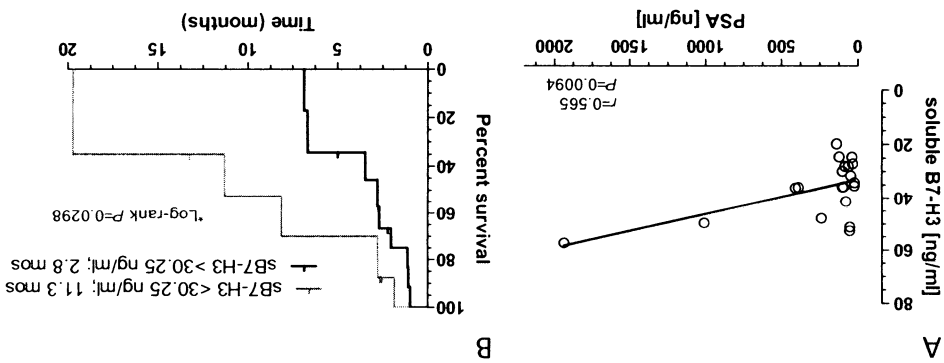 A
soluble B7-H3 [ng/ml]
80
60
40
20
0
r=0.565
P=0.0094
0
500
1000
1500
2000
PSA [ng/ml]
B
Percent survival
100
80
60
40
20
0
sB7-H3 <30.25 ng/ml; 11.3 mos
sB7-H3 >30.25 ng/ml; 2.8 mos
*Log-rank P=0.0298
0
5
10
15
20
Time (months)